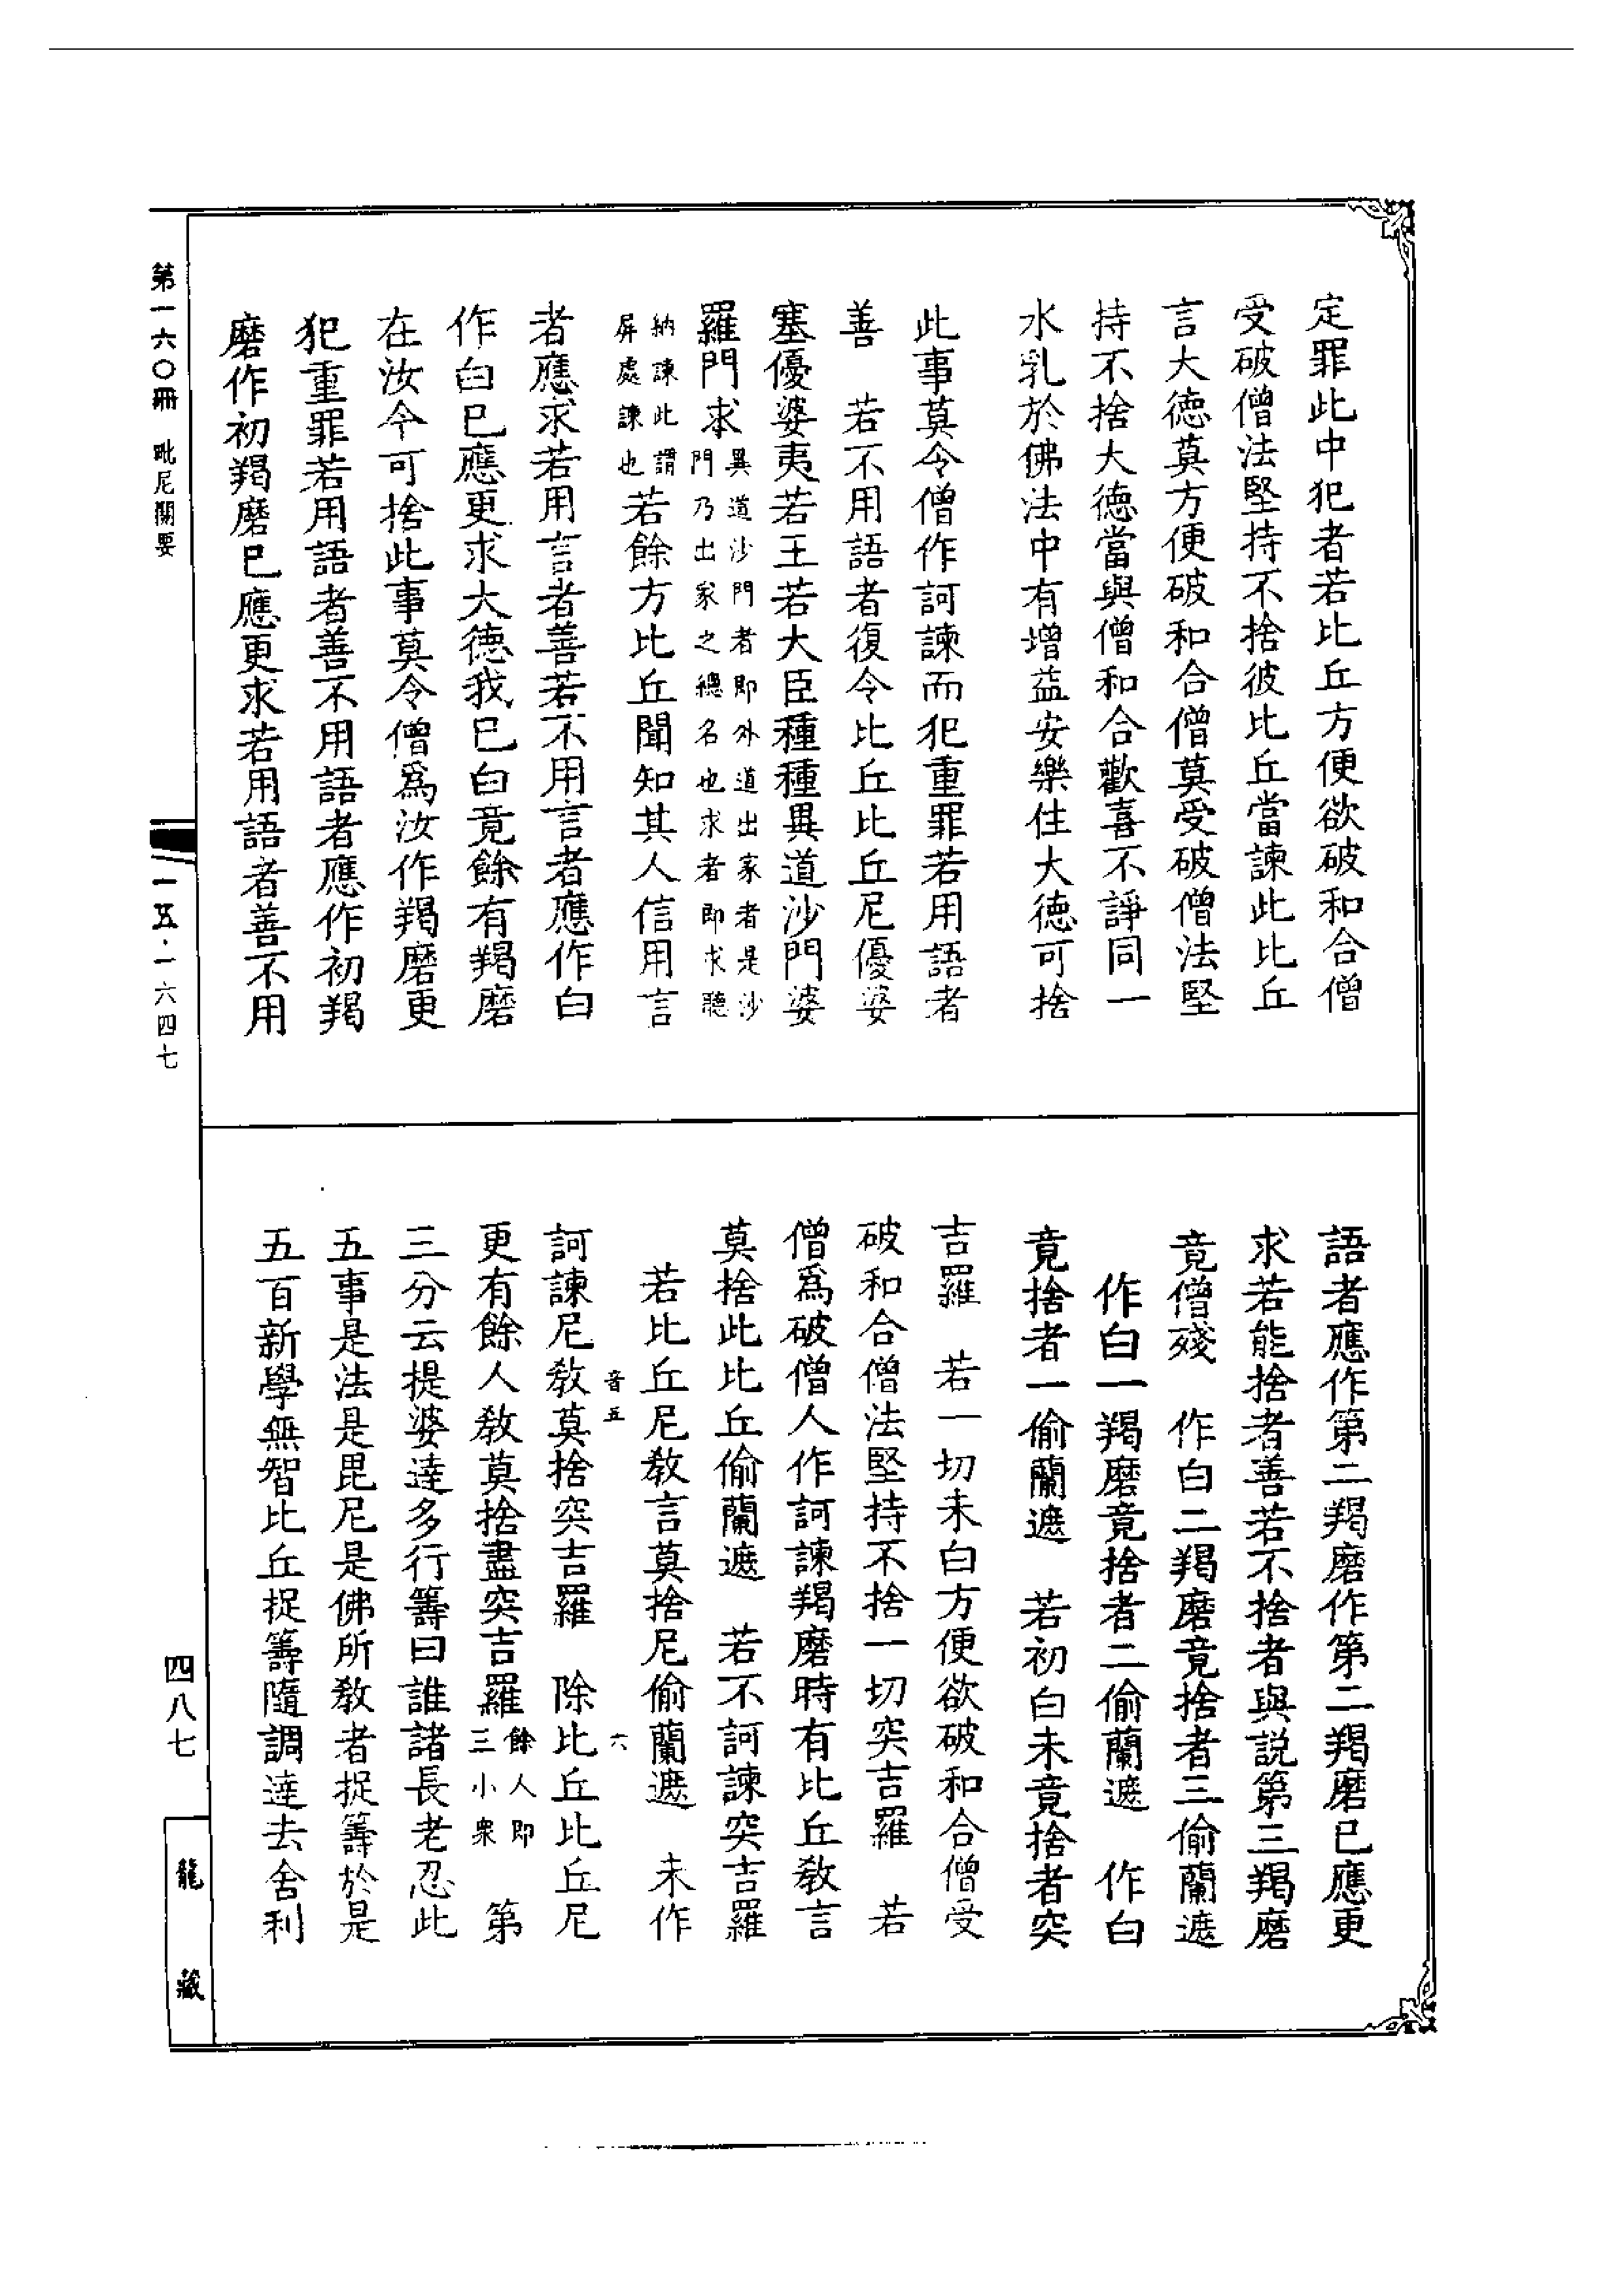 定罪此中犯者若比丘方便欲破和合僧
受破僧法堅持不捨彼比丘當諫此比丘
言大德莫方便破和合僧莫受破僧法堅
持不捨大德當與僧和合歡喜不諍同一
水乳於佛法中有增益安樂住大德可捨
此事莫令僧作訶諫而犯重罪若用語者
善　若不用語者復令比丘比丘尼優婆
塞優婆夷若王若大臣種種異道沙門婆
羅門求異道沙門者即外道出家者是沙
門乃出家之總名也求者即求聽
納諫此謂
屏處諫也若餘方比丘聞知其人信用言
者應求若用言者善若不用言者應作白
作白已應更求大德我已白竟餘有羯磨
在汝今可捨此事莫令僧為汝作羯磨更
犯重罪若用語者善不用語者應作初羯
磨作初羯磨已應更求若用語者善不用
語者應作第二羯磨作第二羯磨已應更
求若能捨者善若不捨者與說第三羯磨
竟僧殘　作白二羯磨竟捨者三偷蘭遮
作白一羯磨竟捨者二偷蘭遮　作白
竟捨者一偷蘭遮　若初白未竟捨者突
吉羅　若一切未白方便欲破和合僧受
破和合僧法堅持不捨一切突吉羅　若
僧為破僧人作訶諫羯磨時有比丘教言
莫捨此比丘偷蘭遮　若不訶諫突吉羅
若比丘尼教言莫捨尼偷蘭遮　未作
音五　六
訶諫尼教莫捨突吉羅　除比丘比丘尼
更有餘人教莫捨盡突吉羅餘人即
三小眾　第
三分云提婆達多行籌曰誰諸長老忍此
五事是法是毘尼是佛所教者捉籌於是
五百新學無智比丘捉籌隨調達去舍利
第一六〇冊　毗尼關要
一五·一六四七
四八七
龍藏